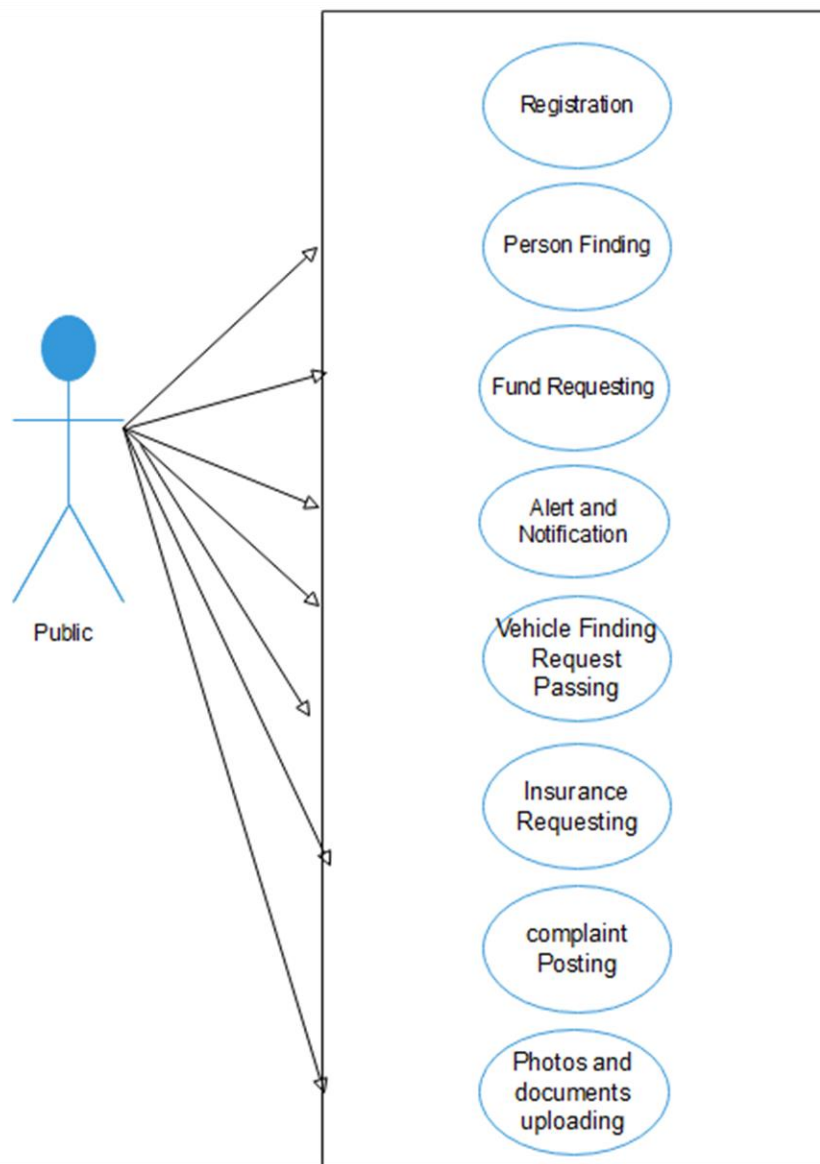 Registration
Person Finding
Fund Requesting
Alert and
Notification
Public
Vehicle Finding
Request
Passing
Insurance
Requesting
complaint
Posting
Photos and
documents
uploading